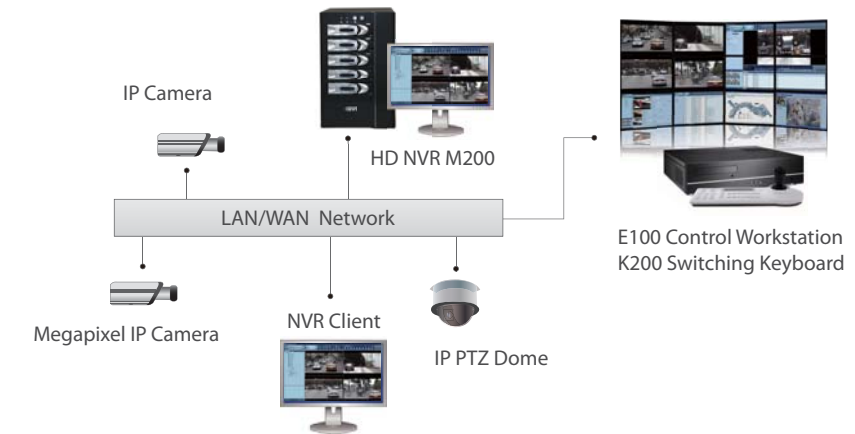 IP Camera
HD NVR M200
LAN/WAN Network
E100 Control Workstation
K200 Switching Keyboard
Megapixel IP Camera
NVR Client
IP PTZ Dome